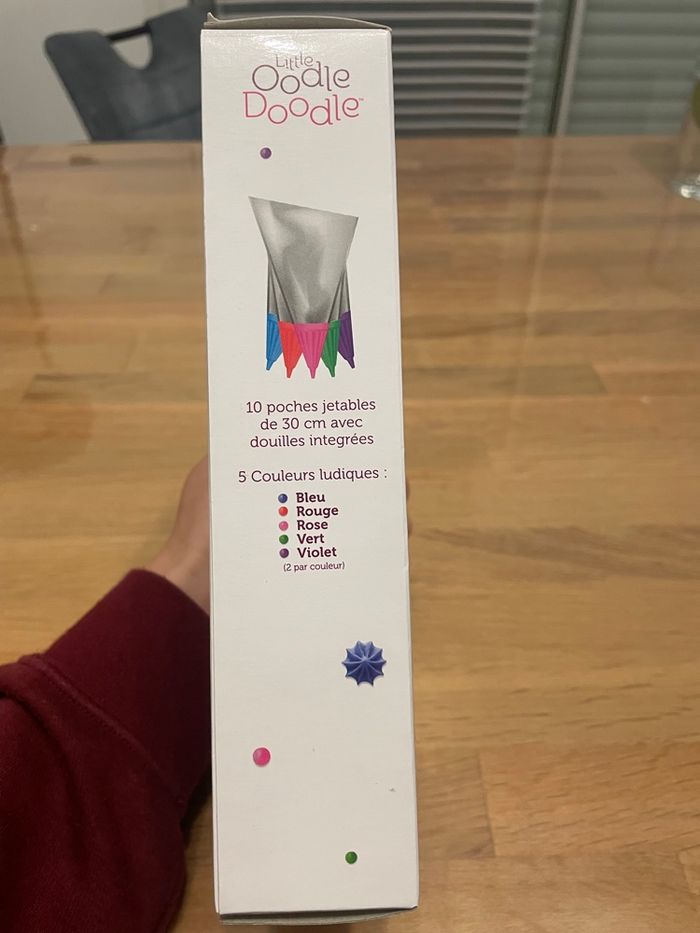 Little
Oodle
Doodle™
10 poches jetables
de 30 cm avec
douilles integrées
5 Couleurs ludiques :
Bleu
Rouge
Rose
Vert
Violet
(2 par couleur)